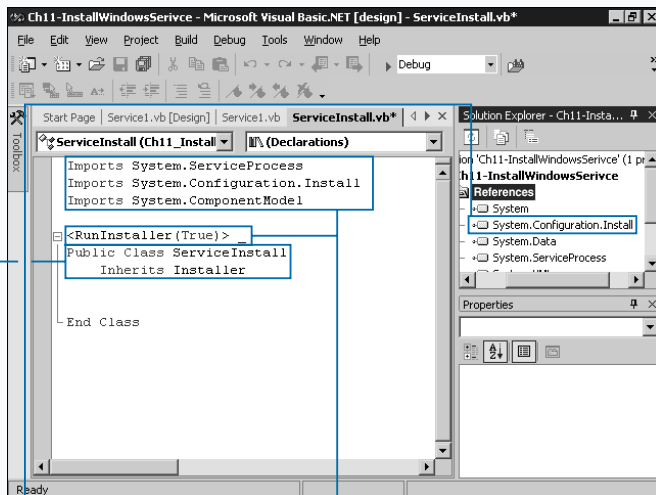 Ch11-InstallWindowsSerivce - Microsoft Visual Basic.NET [design] - ServiceInstall.vb*
File Edit View Project Build Debug Tools Window Help
Debug
Start Page Service1.vb [Design] Service1.vb ServiceInstall.vb*
ServiceInstall (Ch11_Install (Declarations)
Toolbox
Imports System.ServiceProcess
Imports System.Configuration.Install
Imports System.ComponentModel
<RunInstaller(True)> _
Public Class ServiceInstall
Inherits Installer
End Class
Solution Explorer - Ch11-Insta...
ion 'Ch11-InstallWindowsSerivce' (1 pr
h11-InstallWindowsSerivce
References
System
System.Configuration.Install
System.Data
System.ServiceProcess
Properties
Ready